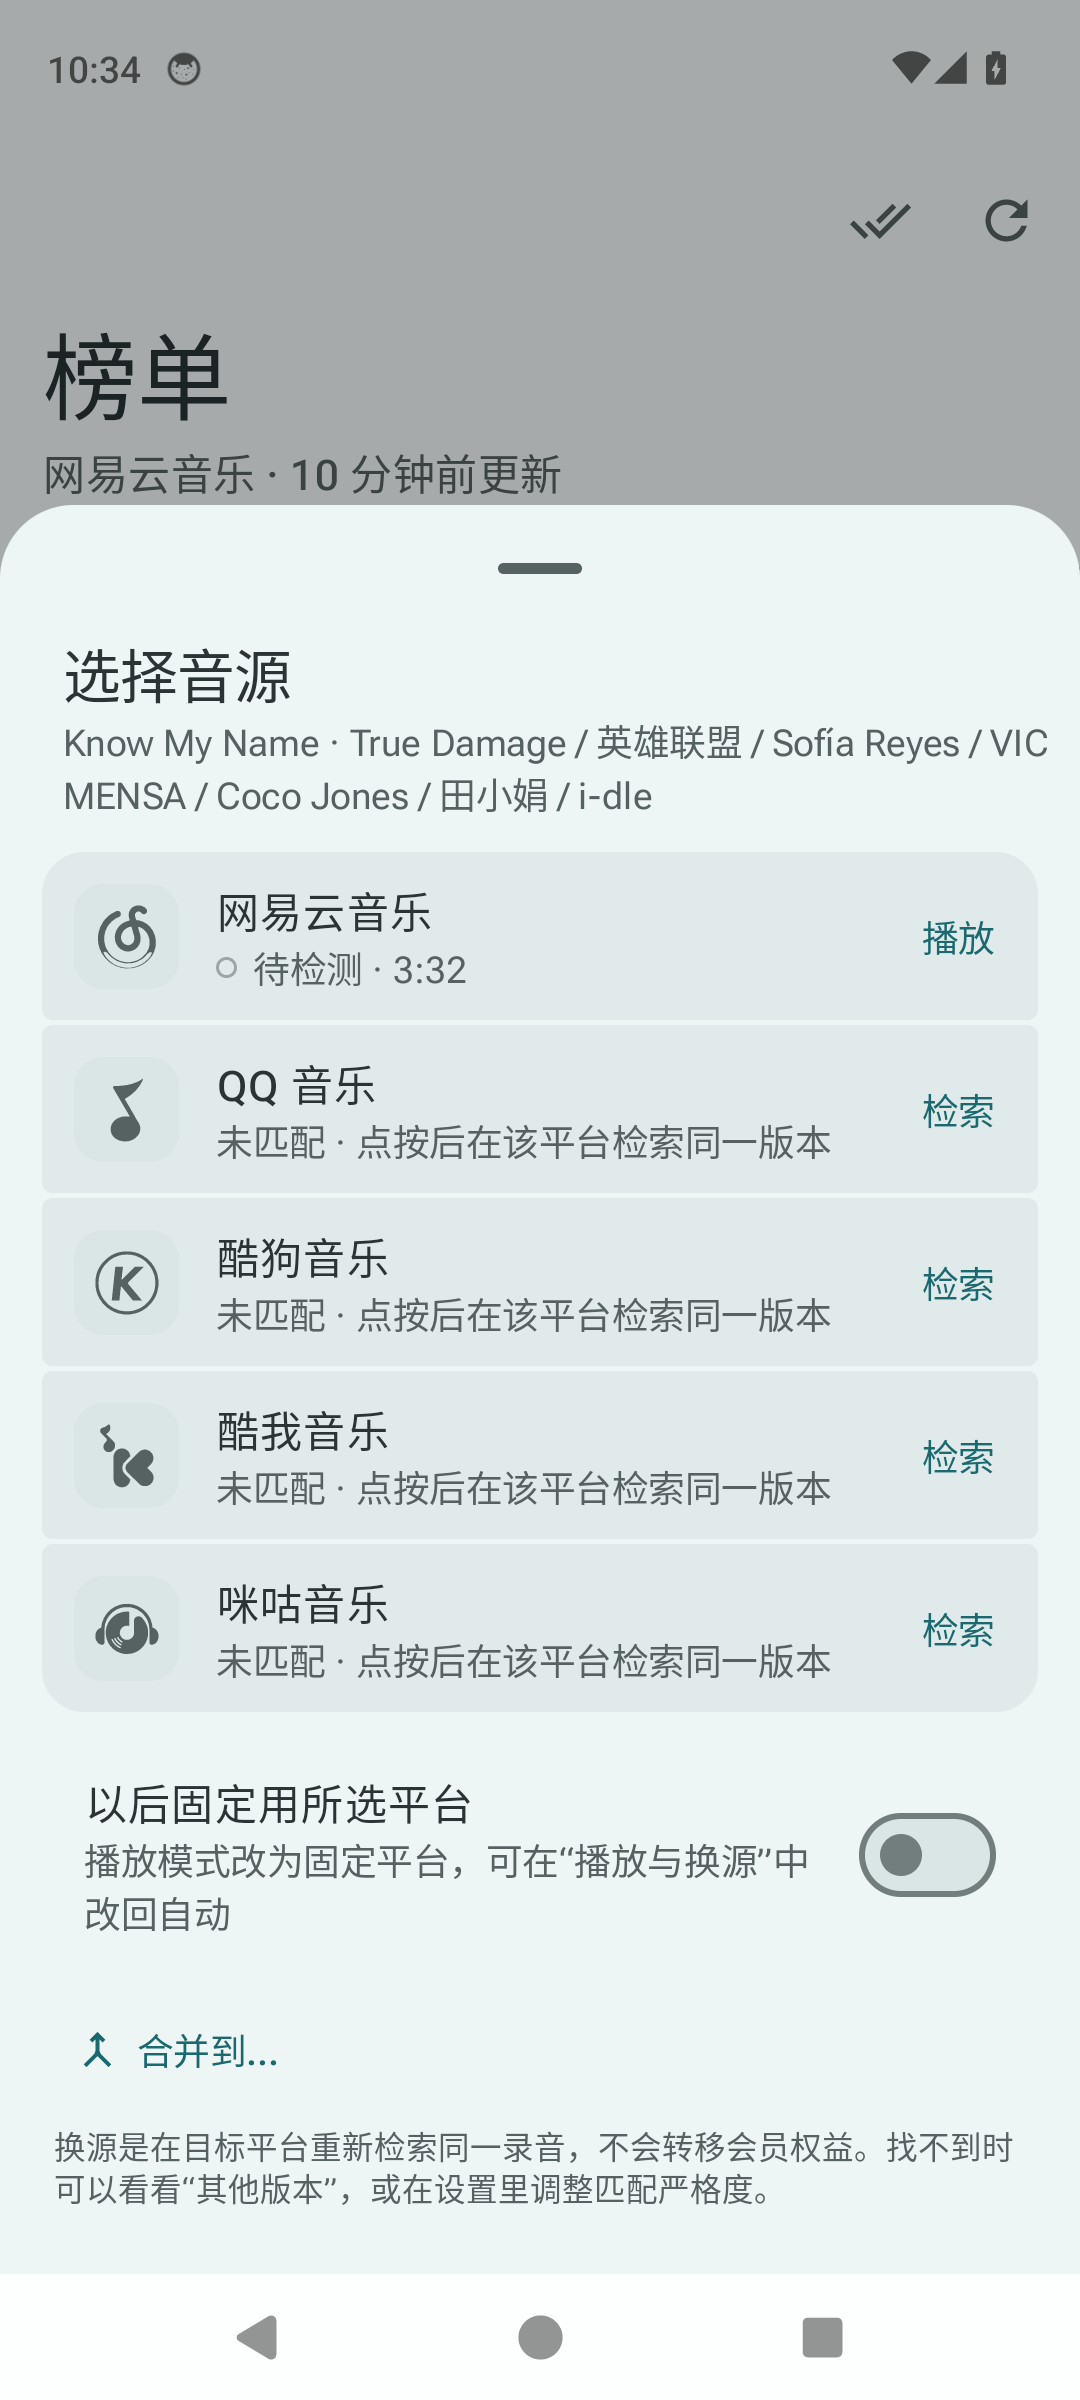 10:34
榜单
网易云音乐 · 10 分钟前更新
选择音源
Know My Name · True Damage / 英雄联盟 / Sofía Reyes / VIC
MENSA / Coco Jones / 田小娟 / i-dle
网易云音乐
待检测 · 3:32
播放
QQ 音乐
未匹配 · 点按后在该平台检索同一版本
检索
酷狗音乐
未匹配 · 点按后在该平台检索同一版本
检索
酷我音乐
未匹配 · 点按后在该平台检索同一版本
检索
咪咕音乐
未匹配 · 点按后在该平台检索同一版本
检索
以后固定用所选平台
播放模式改为固定平台，可在“播放与换源”中
改回自动
合并到...
换源是在目标平台重新检索同一录音，不会转移会员权益。找不到时
可以看看“其他版本”，或在设置里调整匹配严格度。